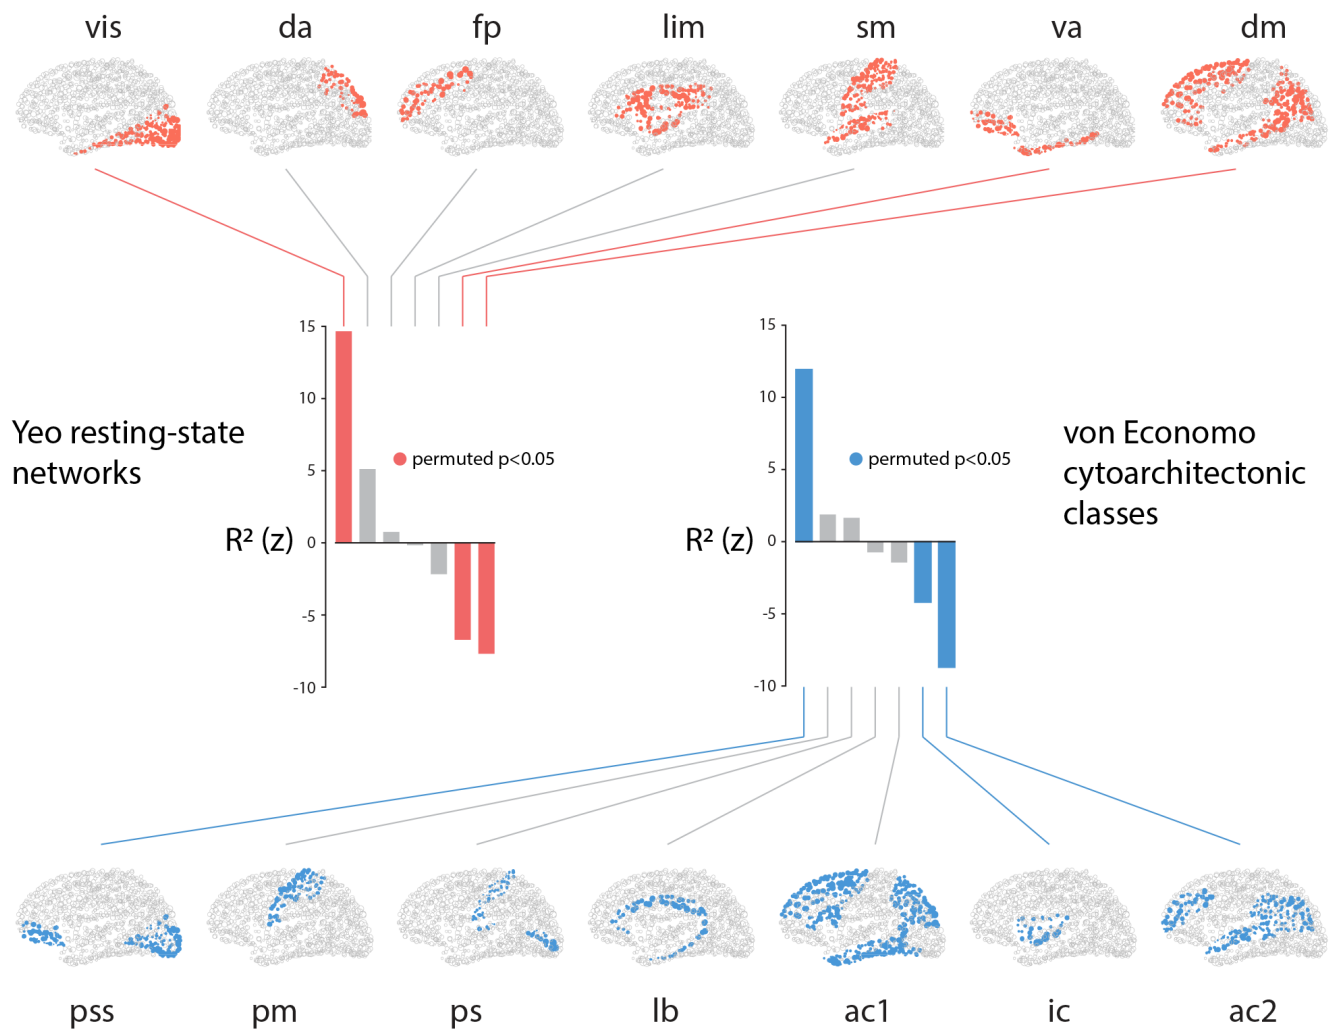 vis da fp lim sm va dm
15 15
10 10
Yeo resting-state
networks
permuted p<0.05
permuted p<0.05
von Economo
cytoarchitectonic
classes
5 5
R² (z) 0
R² (z) 0
-5 -5
-10 -10
pss pm ps lb ac1 ic ac2